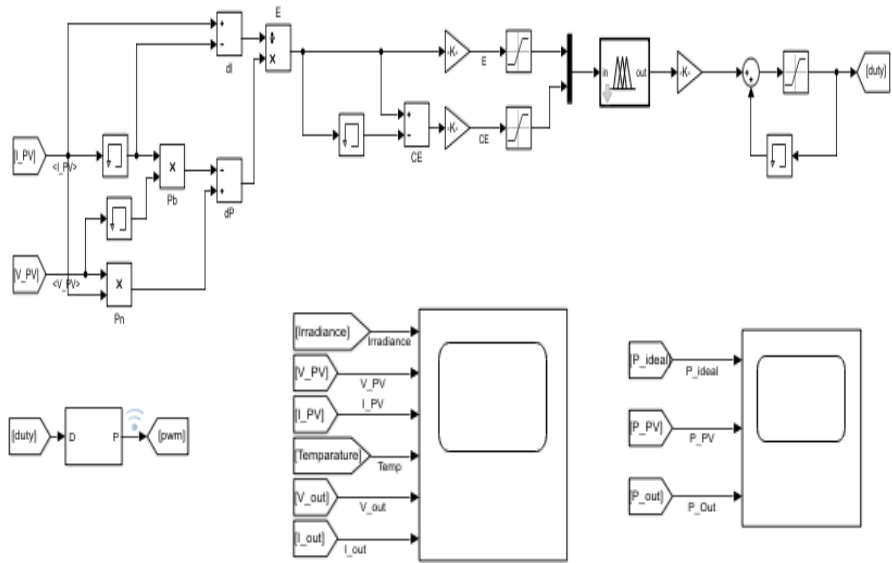 E
dI
[I_PV]
<I_PV>
Pb
dP
[V_PV]
<V_PV>
Pn
-K-
E
CE
-K-
CE
in
out
-K-
[duty]
[duty]
D
P
[pwm]
[Irradiance]
Irradiance
[V_PV]
V_PV
[I_PV]
I_PV
[Temparature]
Temp
[V_out]
V_out
[I_out]
I_out
[P_ideal]
P_ideal
[P_PV]
P_PV
[P_out]
P_Out